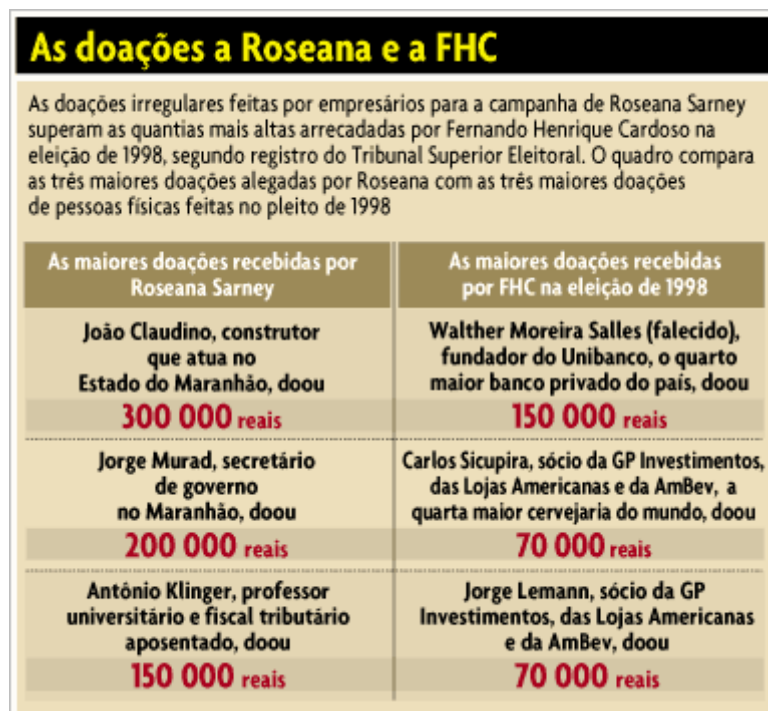 As doações a Roseana e a FHC
As doações irregulares feitas por empresários para a campanha de Roseana Sarney
superam as quantias mais altas arrecadadas por Fernando Henrique Cardoso na
eleição de 1998, segundo registro do Tribunal Superior Eleitoral. O quadro compara
as três maiores doações alegadas por Roseana com as três maiores doações
de pessoas físicas feitas no pleito de 1998
As maiores doações recebidas por
Roseana Sarney
João Claudino, construtor
que atua no
Estado do Maranhão, doou
300 000 reais
Jorge Murad, secretário
de governo
no Maranhão, doou
200 000 reais
Antônio Klinger, professor
universitário e fiscal tributário
aposentado, doou
150 000 reais
As maiores doações recebidas
por FHC na eleição de 1998
Walther Moreira Salles (falecido),
fundador do Unibanco, o quarto
maior banco privado do país, doou
150 000 reais
Carlos Sicupira, sócio da GP Investimentos,
das Lojas Americanas e da AmBev, a
quarta maior cervejaria do mundo, doou
70 000 reais
Jorge Lemann, sócio da GP
Investimentos, das Lojas Americanas
e da AmBev, doou
70 000 reais